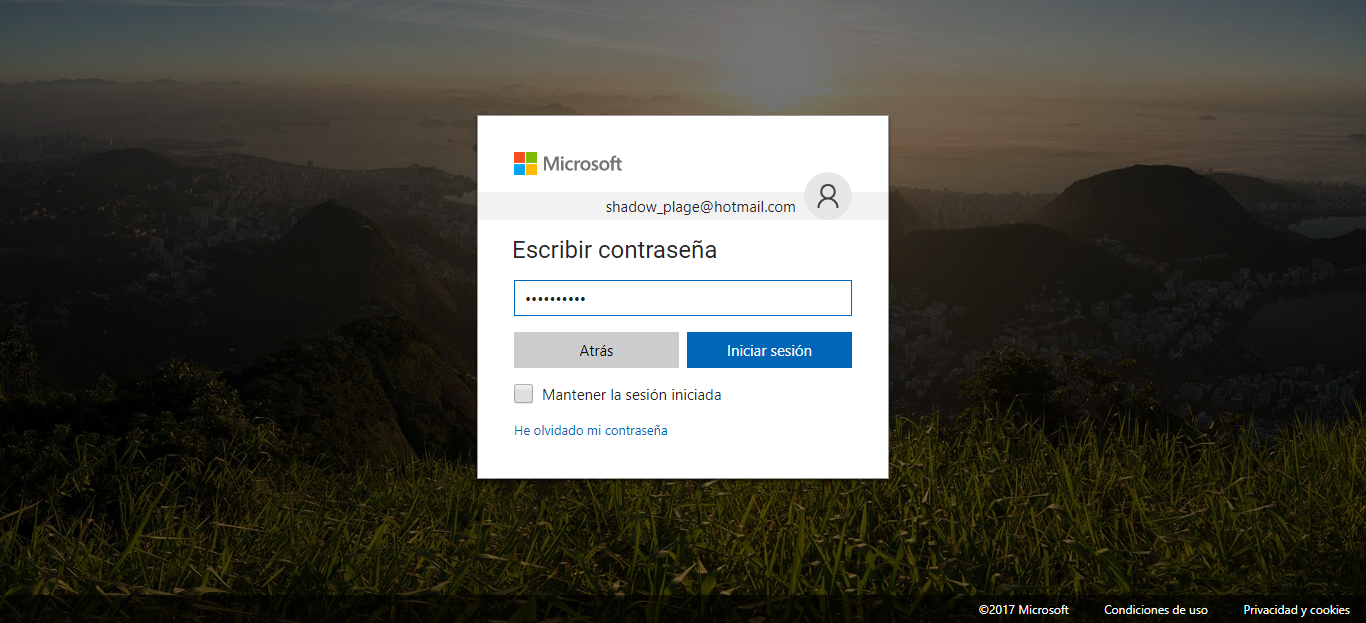 Microsoft
shadow_plage@hotmail.com
Escribir contraseña
••••••••••
Atrás
Iniciar sesión
Mantener la sesión iniciada
He olvidado mi contraseña
©2017 Microsoft
Condiciones de uso
Privacidad y cookies